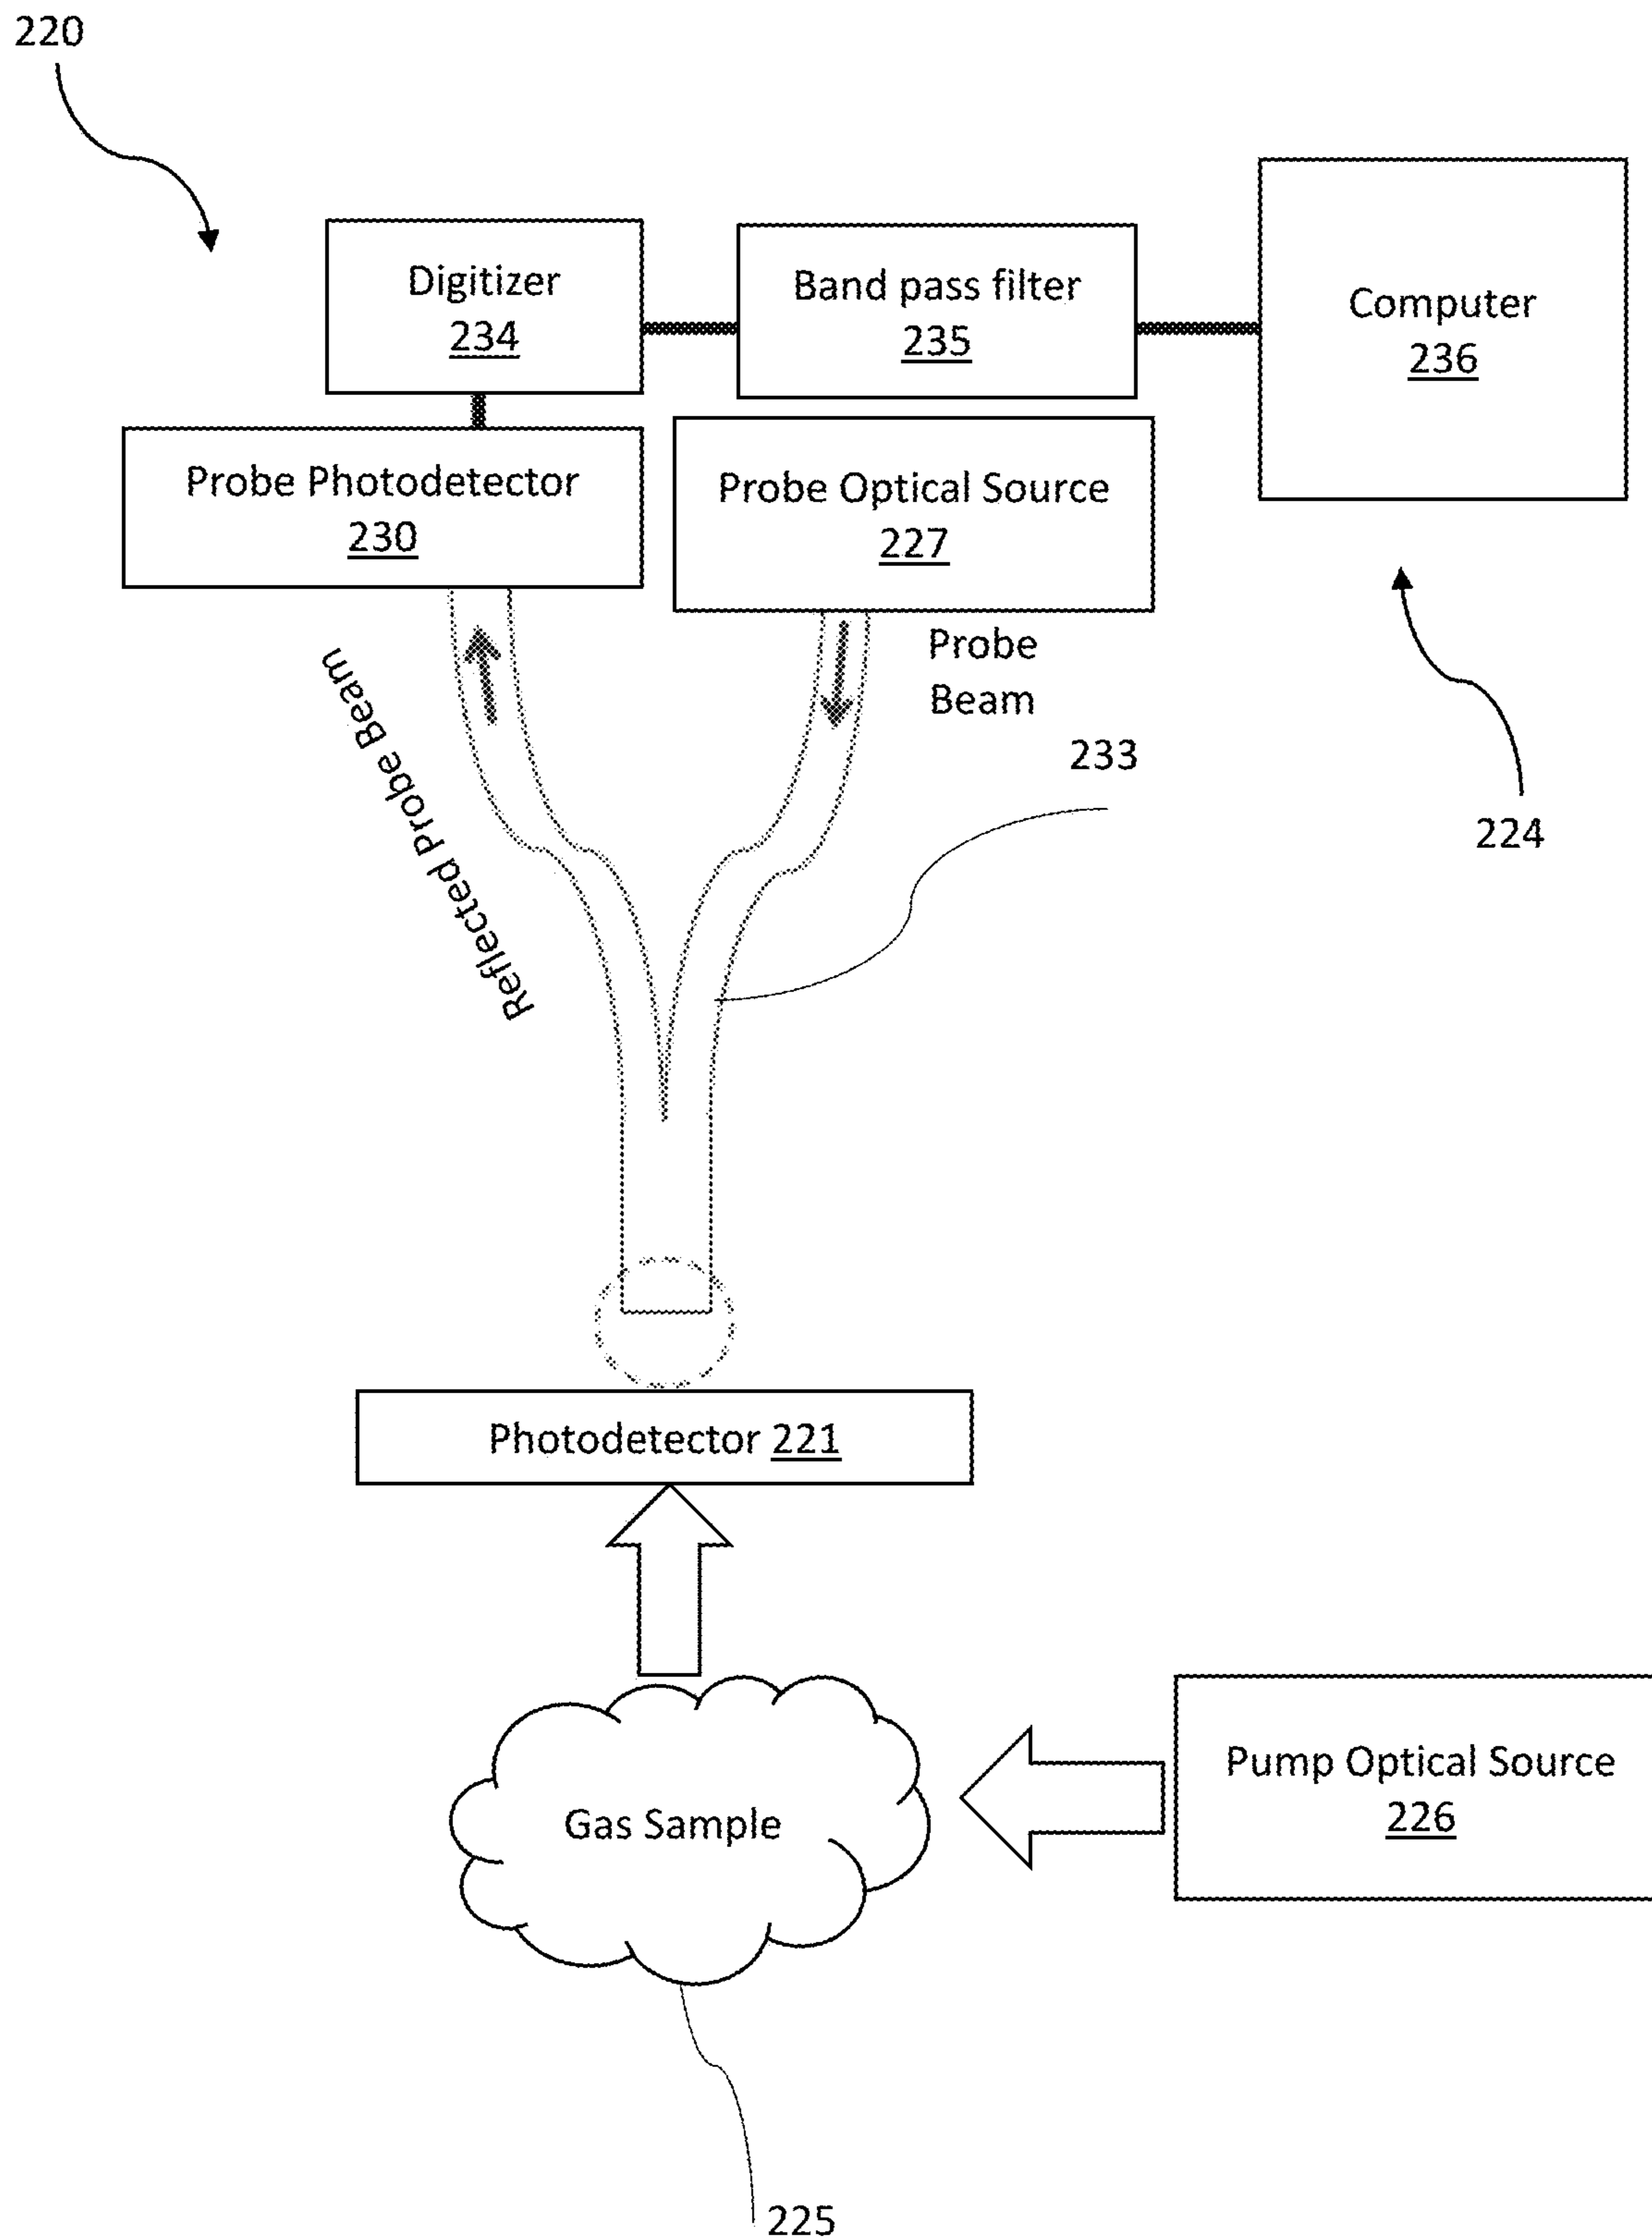 220
Digitizer
234
Band pass filter
235
Computer
236
Probe Photodetector
230
Probe Optical Source
227
Probe
Beam
Reflected Probe Beam
233
224
Photodetector 221
Gas Sample
Pump Optical Source
226
225